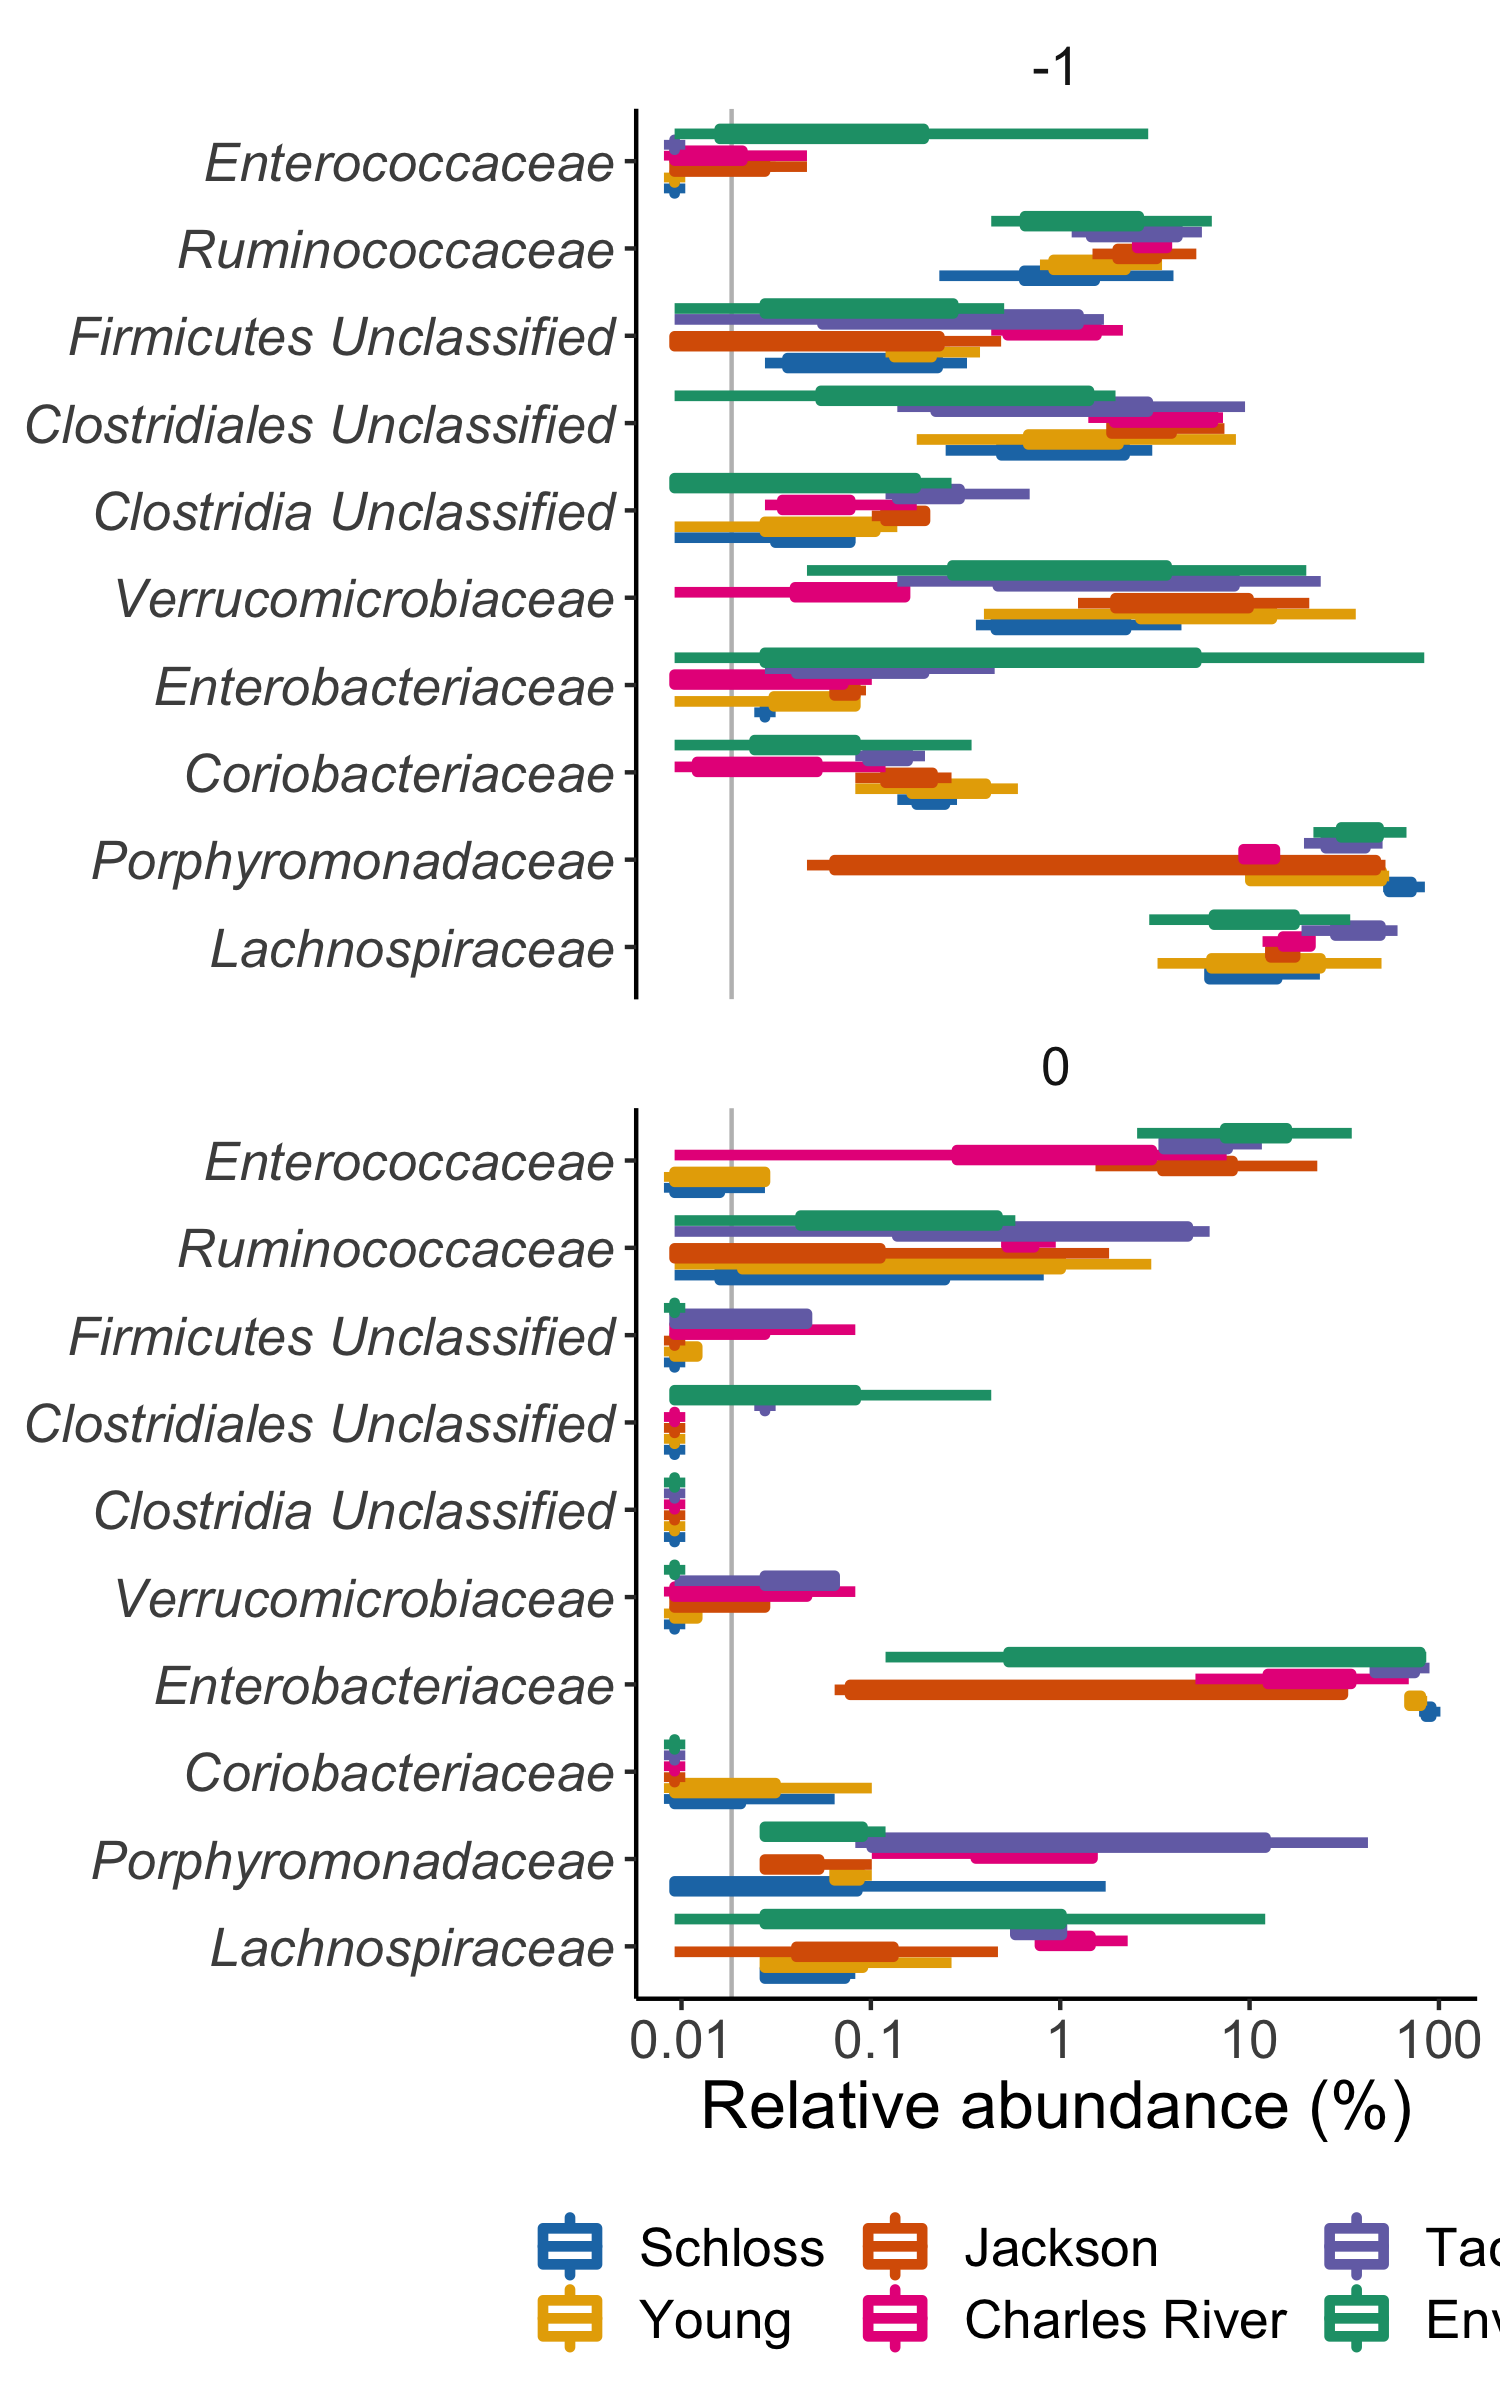 -1
Enterococcaceae
Ruminococcaceae
Firmicutes Unclassified
Clostridiales Unclassified
Clostridia Unclassified
Verrucomicrobiaceae
Enterobacteriaceae
Coriobacteriaceae
Porphyromonadaceae
Lachnospiraceae
0
Enterococcaceae
Ruminococcaceae
Firmicutes Unclassified
Clostridiales Unclassified
Clostridia Unclassified
Verrucomicrobiaceae
Enterobacteriaceae
Coriobacteriaceae
Porphyromonadaceae
Lachnospiraceae
0.01 0.1 1 10 100
Relative abundance (%)
Schloss Jackson
Young Charles River